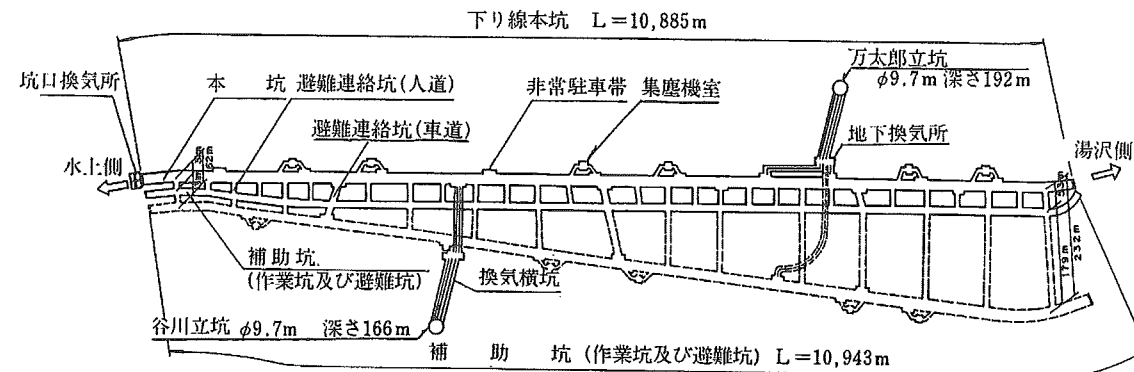 下り線本坑 L=10,885m
坑口換気所
本 坑
避難連絡坑(人道)
非常駐車帯
集塵機室
万太郎立坑
φ9.7m 深さ192m
避難連絡坑(車道)
地下換気所
水上側
湯沢側
補助坑
(作業坑及び避難坑)
換気横坑
179m
232m
谷川立坑 φ9.7m 深さ166m
補 助 坑 (作業坑及び避難坑) L=10,943m